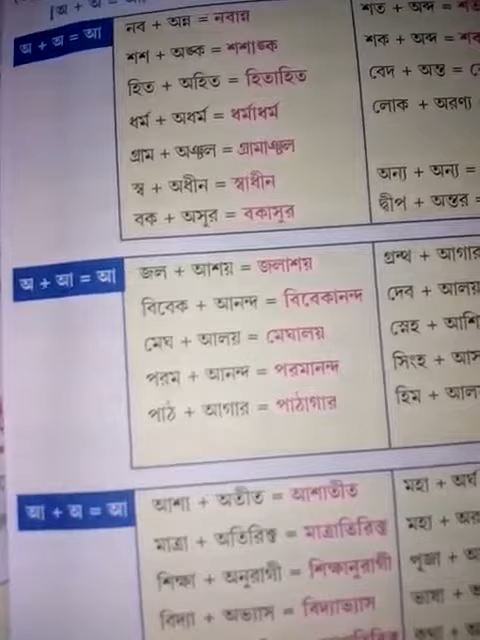 অ + অ = আ
নব + অন্ন = নবান্ন
শশ + অঙ্ক = শশাঙ্ক
হিত + অহিত = হিতাহিত
ধর্ম + অধর্ম = ধর্মাধর্ম
গ্রাম + অঞ্চল = গ্রামাঞ্চল
স্ব + অধীন = স্বাধীন
বক + অসুর = বকাসুর
শত + অব্দ =
শক + অব্দ =
বেদ + অন্ত =
লোক + অরণ্য
অন্য + অন্য =
দ্বীপ + অন্তর =
অ + আ = আ
জল + আশয় = জলাশয়
বিবেক + আনন্দ = বিবেকানন্দ
মেঘ + আলয় = মেঘালয়
পরম + আনন্দ = পরমানন্দ
পাঠ + আগার = পাঠাগার
গ্রন্থ + আগার
দেব + আলয়
স্নেহ + আশি
সিংহ + আস
হিম + আল
আ + অ = আ
আশা + অতীত = আশাতীত
মাত্রা + অতিরিক্ত = মাত্রাতিরিক্ত
শিক্ষা + অনুরাগী = শিক্ষানুরাগী
বিদ্যা + অভ্যাস = বিদ্যাভ্যাস
মহা + অর্ঘ
মহা + অর
পূজা + অ
ভাষা + অ